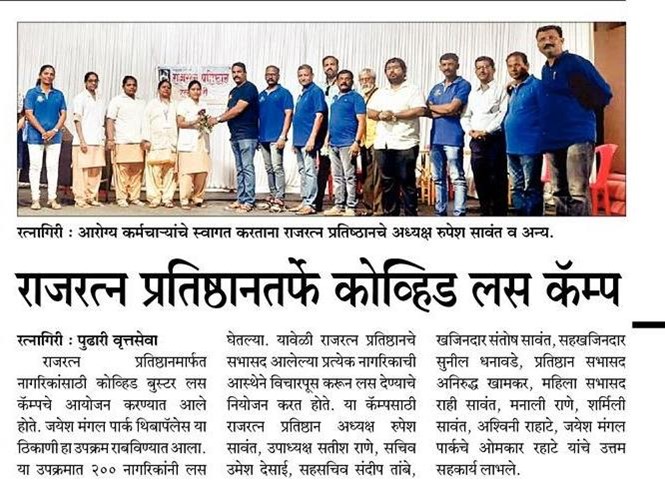 राजरत्न प्रतिष्ठान
रत्नागिरी : आरोग्य कर्मचाऱ्यांचे स्वागत करताना राजरत्न प्रतिष्ठानचे अध्यक्ष रुपेश सावंत व अन्य.
राजरत्न प्रतिष्ठानतर्फे कोव्हिड लस कॅम्प
रत्नागिरी : पुढारी वृत्तसेवा
राजरत्न प्रतिष्ठानमार्फत
नागरिकांसाठी कोव्हिड बुस्टर लस
कॅम्पचे आयोजन करण्यात आले
होते. जयेश मंगल पार्क थिबापॅलेस या
ठिकाणी हा उपक्रम राबविण्यात आला.
या उपक्रमात २०० नागरिकांनी लस
घेतल्या. यावेळी राजरत्न प्रतिष्ठानचे
सभासद आलेल्या प्रत्येक नागरिकाची
आस्थेने विचारपूस करून लस देण्याचे
नियोजन करत होते. या कॅम्पसाठी
राजरत्न प्रतिष्ठान अध्यक्ष रुपेश
सावंत, उपाध्यक्ष सतीश राणे, सचिव
उमेश देसाई, सहसचिव संदीप तांबे,
खजिनदार संतोष सावंत, सहखजिनदार
सुनील धनावडे, प्रतिष्ठान सभासद
अनिरुद्ध खामकर, महिला सभासद
राही सावंत, मनाली राणे, शर्मिली
सावंत, अश्विनी राहाटे, जयेश मंगल
पार्कचे ओमकार रहाटे यांचे उत्तम
सहकार्य लाभले.